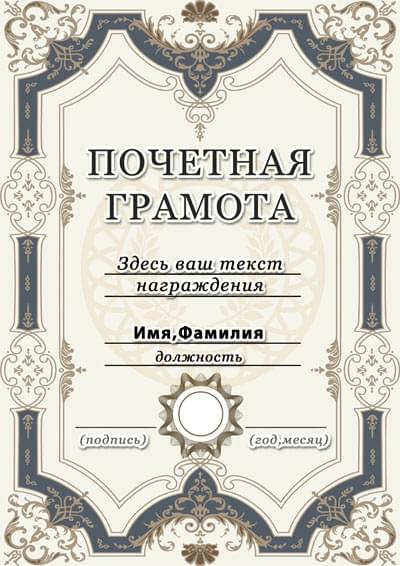 ПОЧЕТНАЯ
ГРАМОТА
Здесь ваш текст
награждения
Имя,Фамилия
должность
(подпись) (год,месяц)